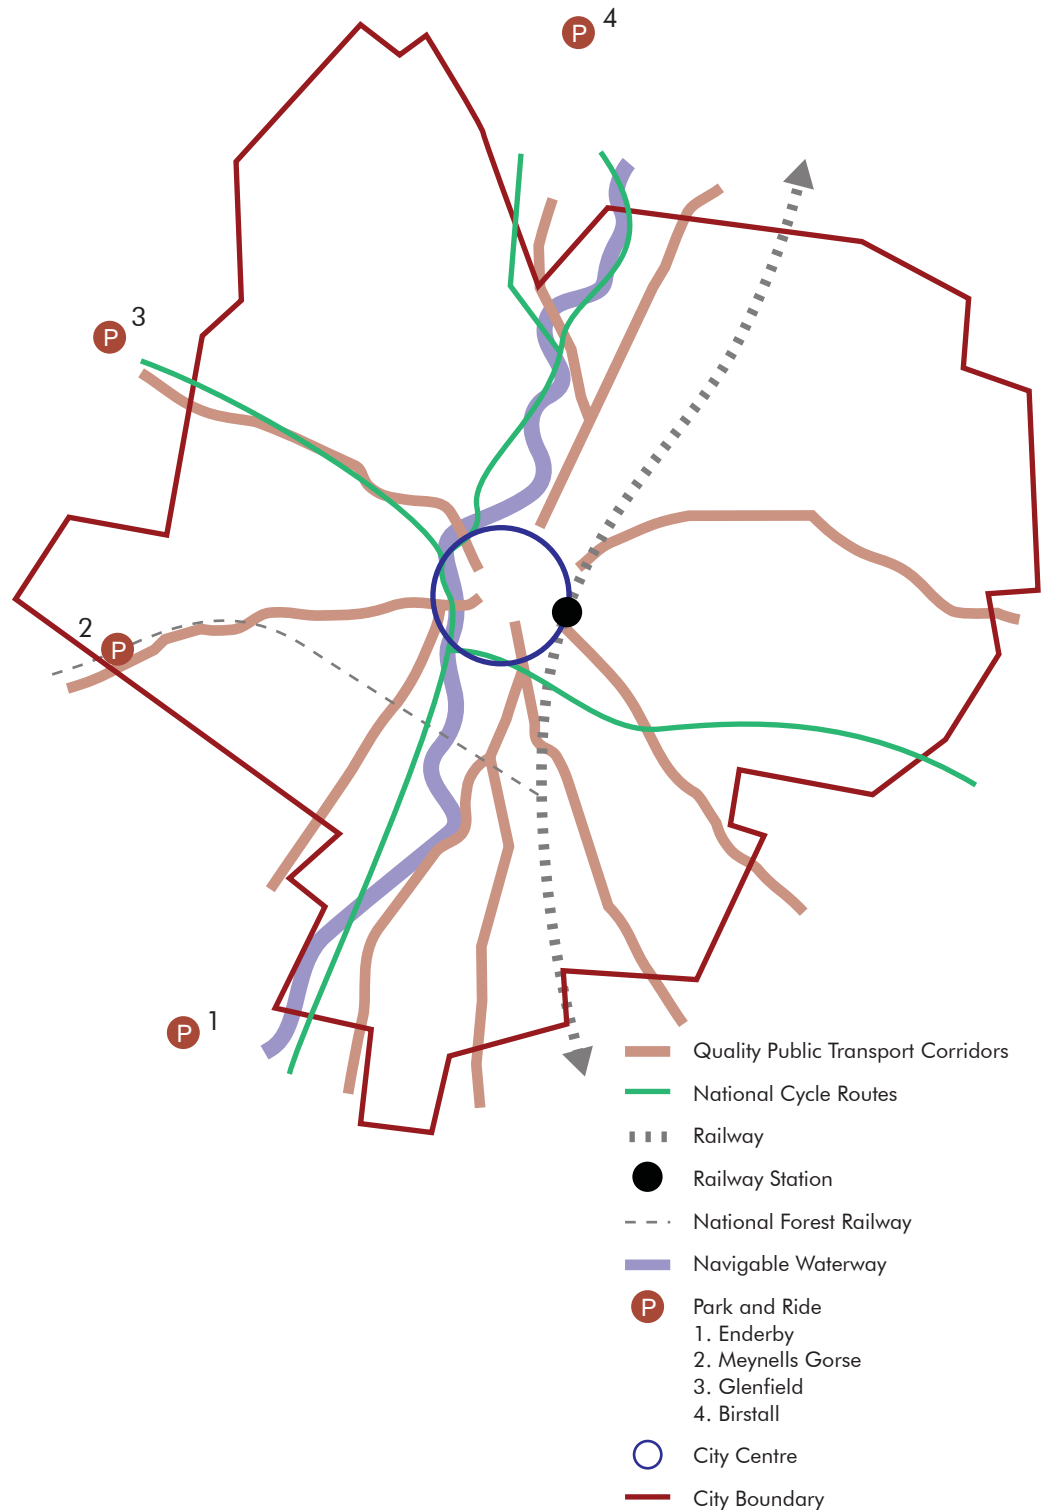 P 4
P 3
2 P
P 1
Quality Public Transport Corridors
National Cycle Routes
Railway
Railway Station
National Forest Railway
Navigable Waterway
P Park and Ride
1. Enderby
2. Meynells Gorse
3. Glenfield
4. Birstall
City Centre
City Boundary